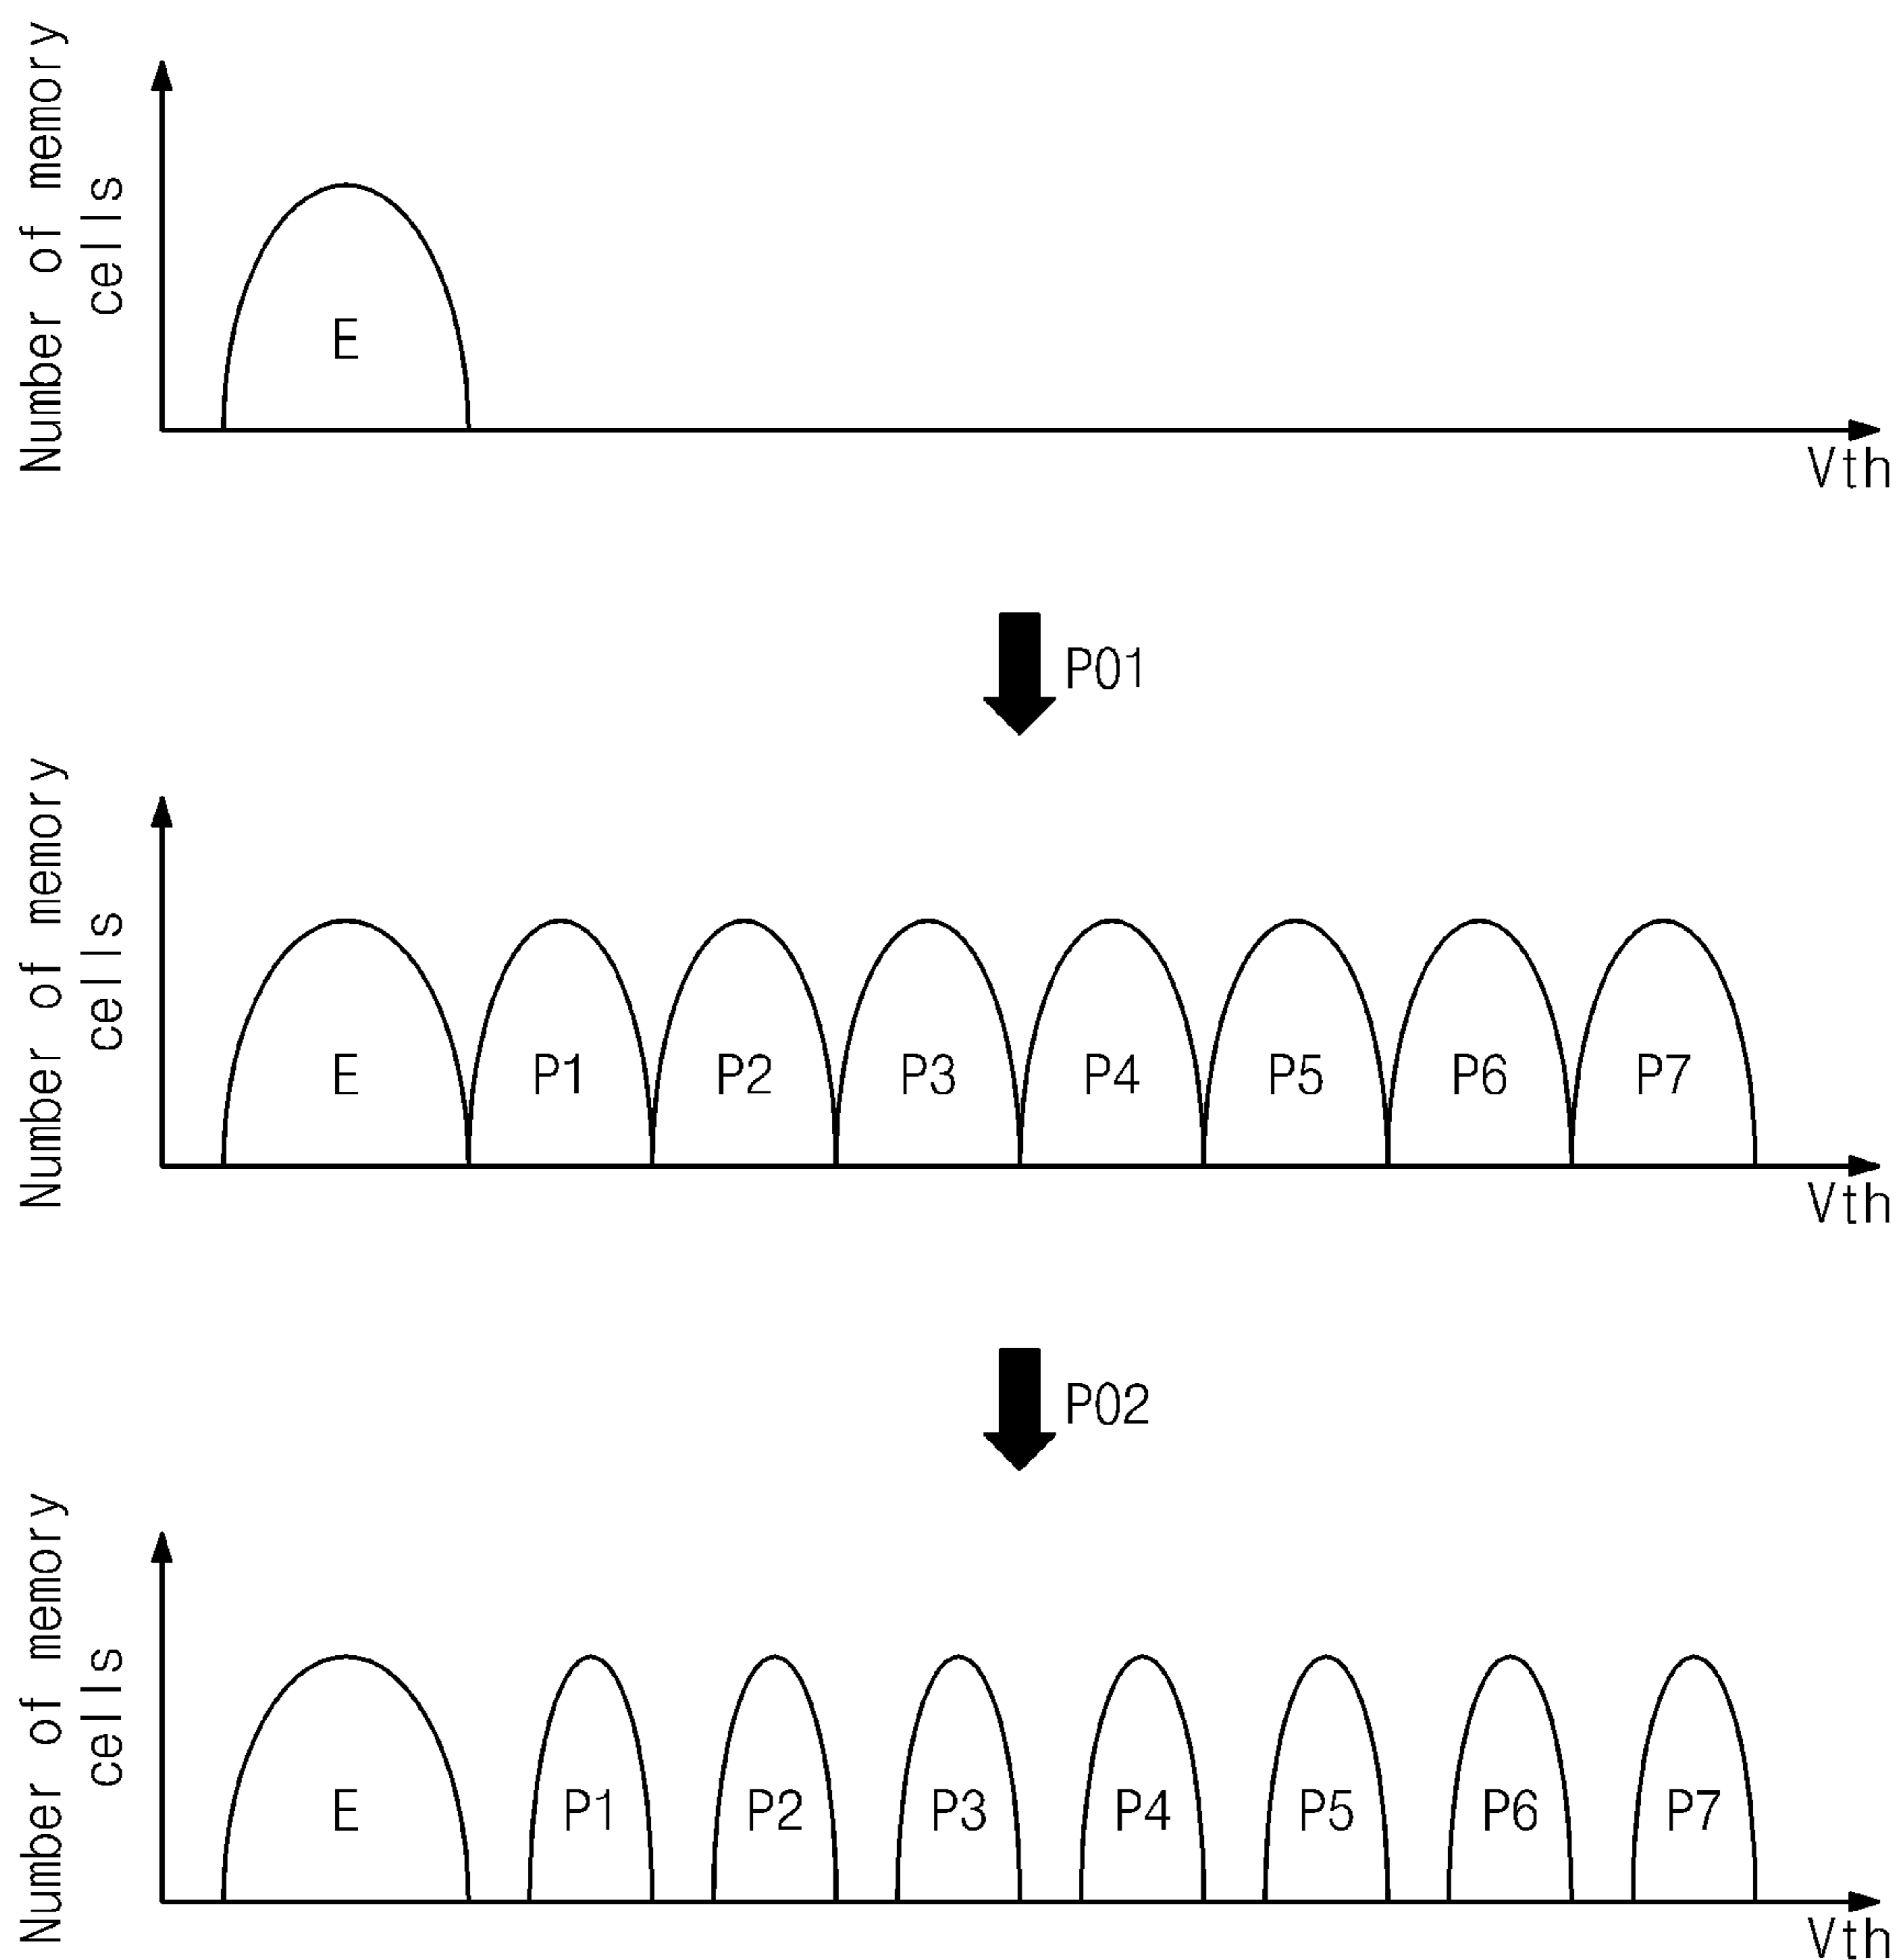 Number of memory
cells
E
Vth
P01
Number of memory
cells
E P1 P2 P3 P4 P5 P6 P7
Vth
P02
Number of memory
cells
E P1 P2 P3 P4 P5 P6 P7
Vth